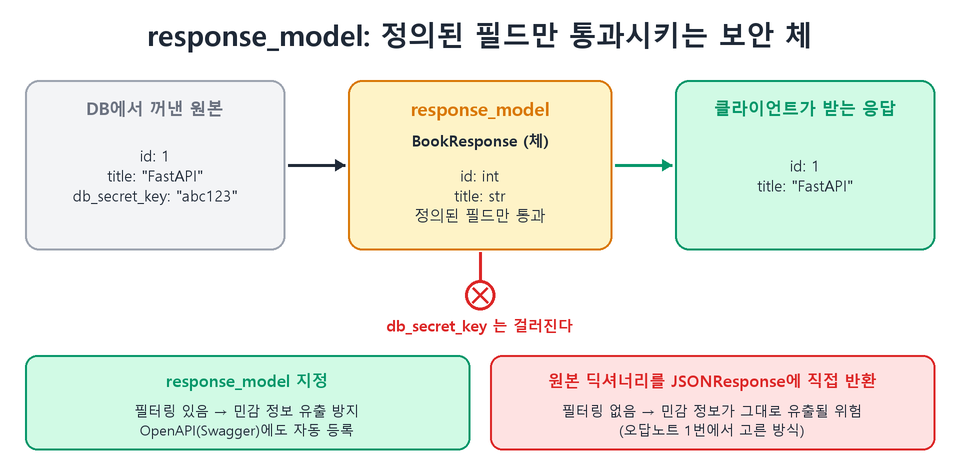 response_model: 정의된 필드만 통과시키는 보안 체
DB에서 꺼낸 원본
id: 1
title: "FastAPI"
db_secret_key: "abc123"
response_model
BookResponse (체)
id: int
title: str
정의된 필드만 통과
클라이언트가 받는 응답
id: 1
title: "FastAPI"
db_secret_key 는 걸러진다
response_model 지정
필터링 있음 → 민감 정보 유출 방지
OpenAPI(Swagger)에도 자동 등록
원본 딕셔너리를 JSONResponse에 직접 반환
필터링 없음 → 민감 정보가 그대로 유출될 위험
(오답노트 1번에서 고른 방식)